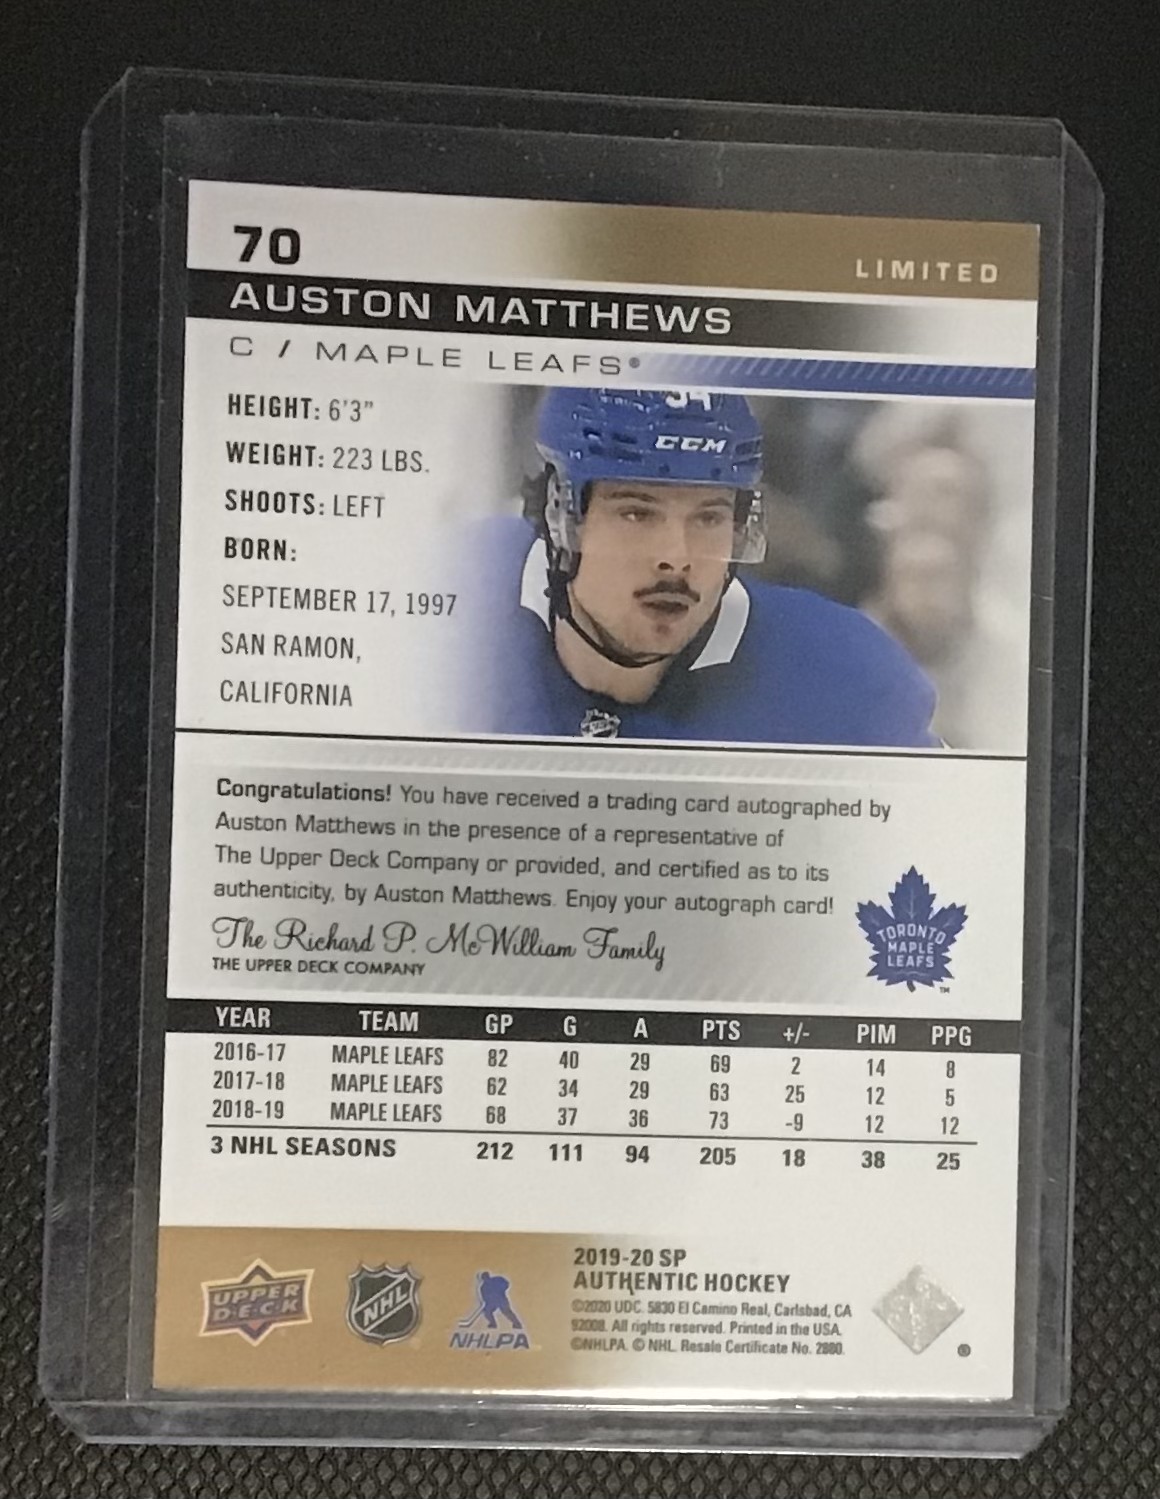 70
LIMITED
AUSTON MATTHEWS
C / MAPLE LEAFS®
34
CCM
HEIGHT: 6'3"
WEIGHT: 223 LBS.
SHOOTS: LEFT
BORN:
SEPTEMBER 17, 1997
SAN RAMON,
CALIFORNIA
Congratulations! You have received a trading card autographed by
Auston Matthews in the presence of a representative of
The Upper Deck Company or provided, and certified as to its
authenticity, by Auston Matthews. Enjoy your autograph card!
The Richard P. McWilliam Family
THE UPPER DECK COMPANY
TORONTO
MAPLE
LEAFS
™
YEAR TEAM GP G A PTS +/- PIM PPG
2016-17 MAPLE LEAFS 82 40 29 69 2 14 8
2017-18 MAPLE LEAFS 62 34 29 63 25 12 5
2018-19 MAPLE LEAFS 68 37 36 73 -9 12 12
3 NHL SEASONS 212 111 94 205 18 38 25
UPPER
DECK
NHL
NHLPA
2019-20 SP
AUTHENTIC HOCKEY
©2020 UDC. 5830 El Camino Real, Carlsbad, CA
92008. All rights reserved. Printed in the USA.
©NHLPA. © NHL. Resale Certificate No. 2880.